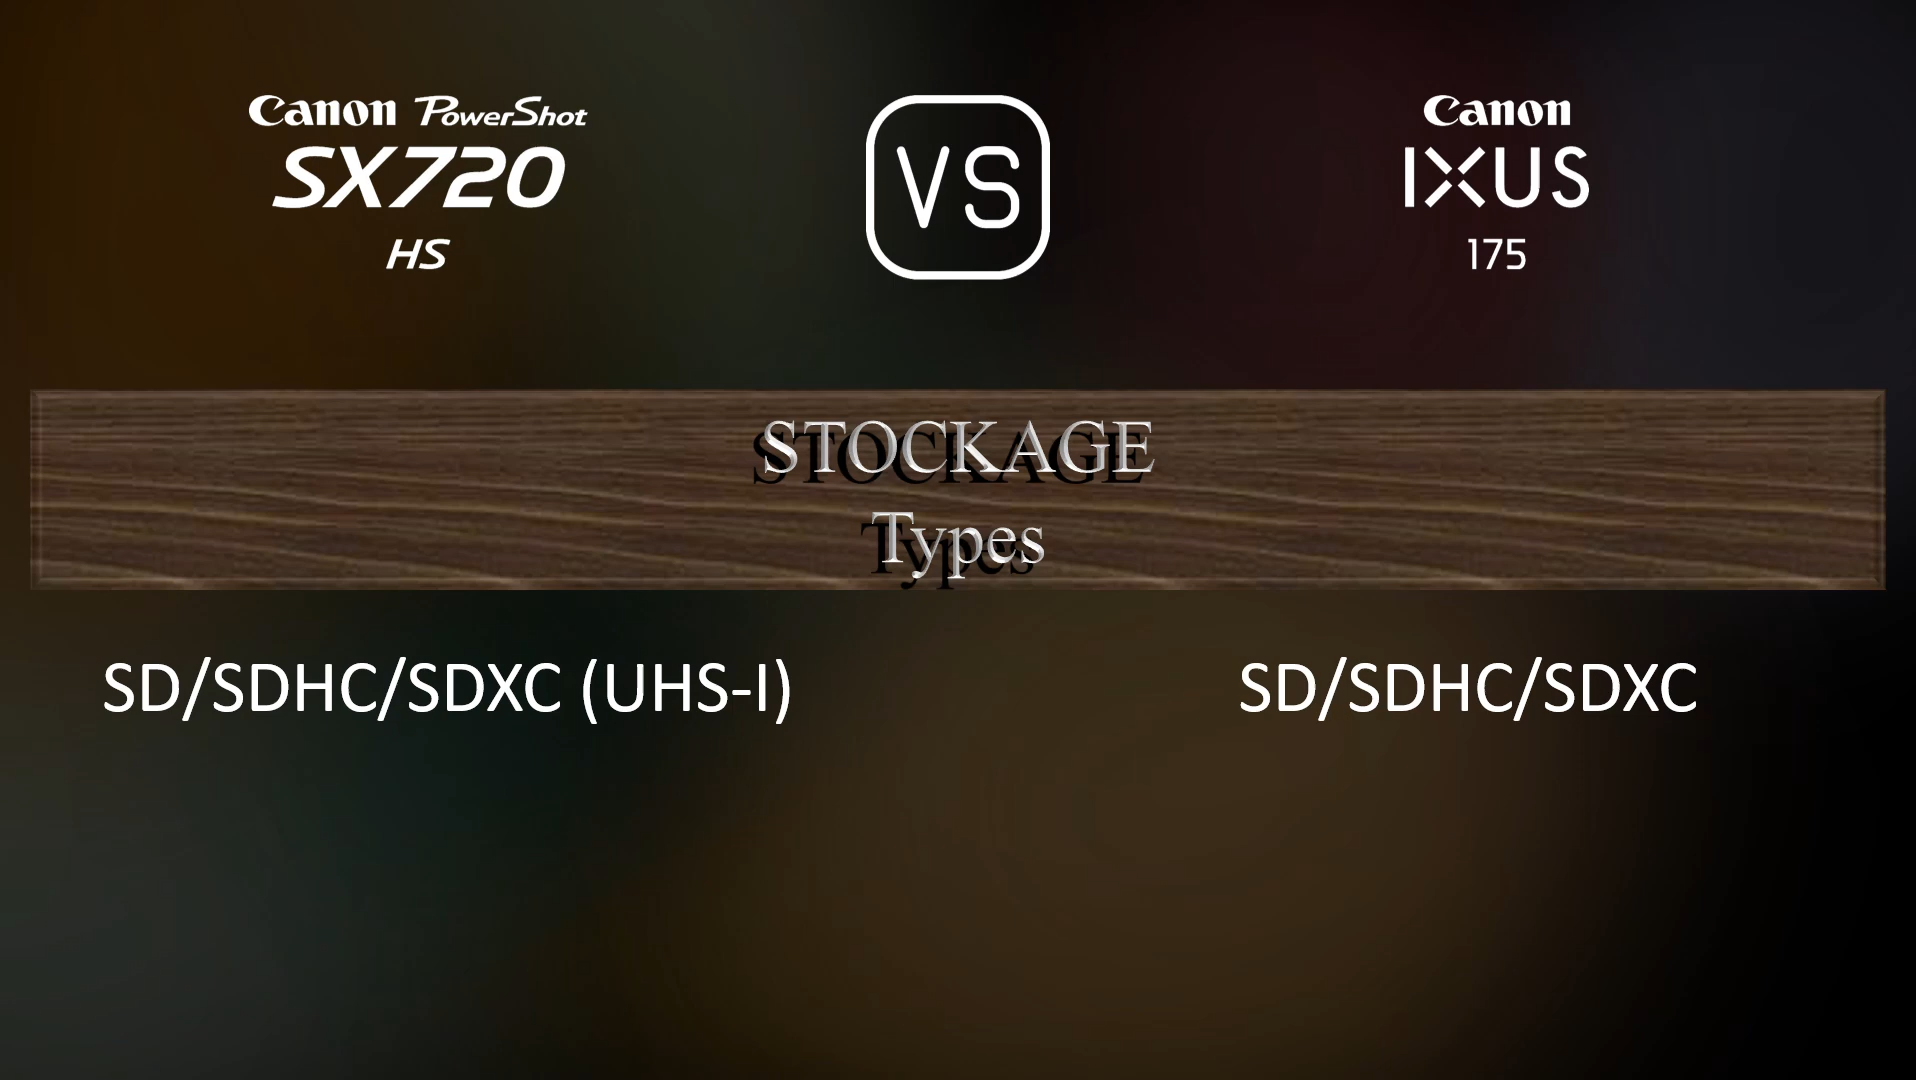 Canon PowerShot
SX720
HS
VS
Canon
IXUS
175
STOCKAGE
Types
SD/SDHC/SDXC (UHS-I)
SD/SDHC/SDXC